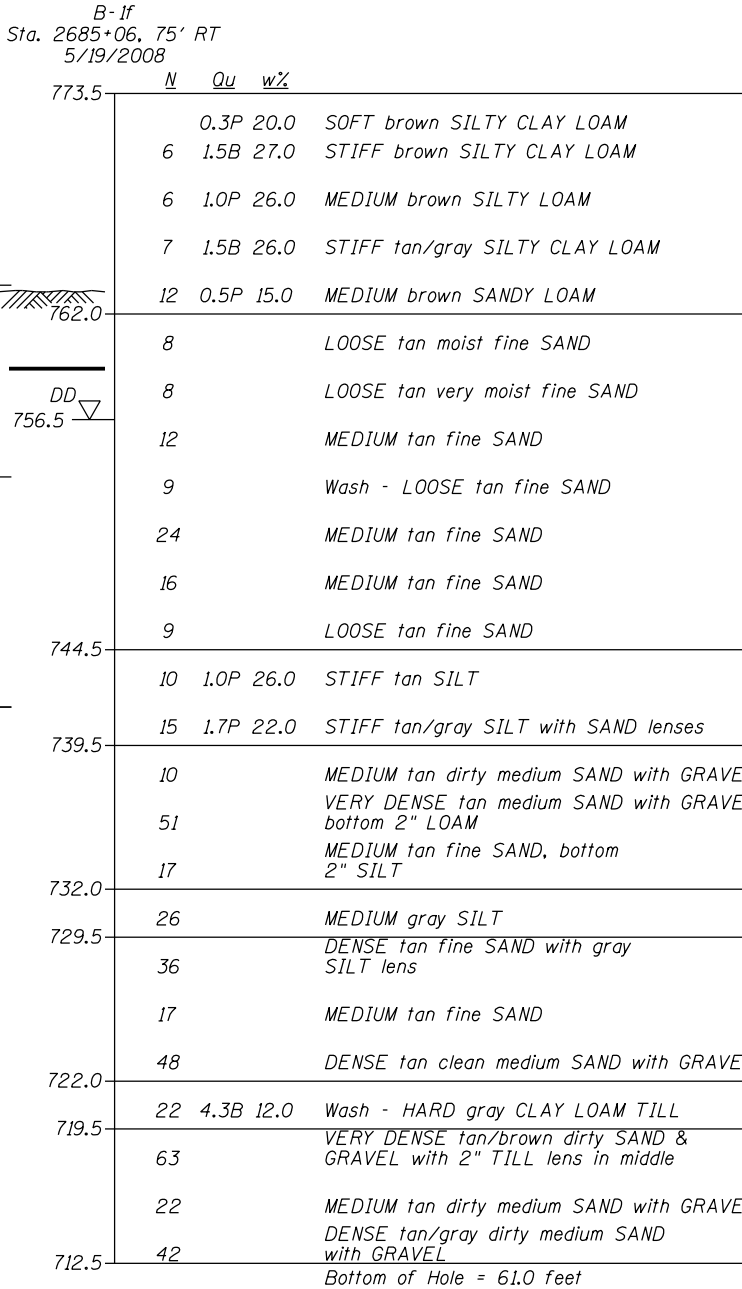 B-1f
Sta. 2685+06, 75' RT
5/19/2008
N Qu w%
773.5
0.3P 20.0 SOFT brown SILTY CLAY LOAM
6 1.5B 27.0 STIFF brown SILTY CLAY LOAM
6 1.0P 26.0 MEDIUM brown SILTY LOAM
7 1.5B 26.0 STIFF tan/gray SILTY CLAY LOAM
12 0.5P 15.0 MEDIUM brown SANDY LOAM
762.0
8 LOOSE tan moist fine SAND
8 LOOSE tan very moist fine SAND
DD
756.5
12 MEDIUM tan fine SAND
9 Wash - LOOSE tan fine SAND
24 MEDIUM tan fine SAND
16 MEDIUM tan fine SAND
9 LOOSE tan fine SAND
744.5
10 1.0P 26.0 STIFF tan SILT
15 1.7P 22.0 STIFF tan/gray SILT with SAND lenses
739.5
10 MEDIUM tan dirty medium SAND with GRAVE
VERY DENSE tan medium SAND with GRAVE
51 bottom 2" LOAM
MEDIUM tan fine SAND, bottom
17 2" SILT
732.0
26 MEDIUM gray SILT
729.5
DENSE tan fine SAND with gray
36 SILT lens
17 MEDIUM tan fine SAND
48 DENSE tan clean medium SAND with GRAVE
722.0
22 4.3B 12.0 Wash - HARD gray CLAY LOAM TILL
719.5
VERY DENSE tan/brown dirty SAND &
63 GRAVEL with 2" TILL lens in middle
22 MEDIUM tan dirty medium SAND with GRAVE
DENSE tan/gray dirty medium SAND
42 with GRAVEL
712.5
Bottom of Hole = 61.0 feet